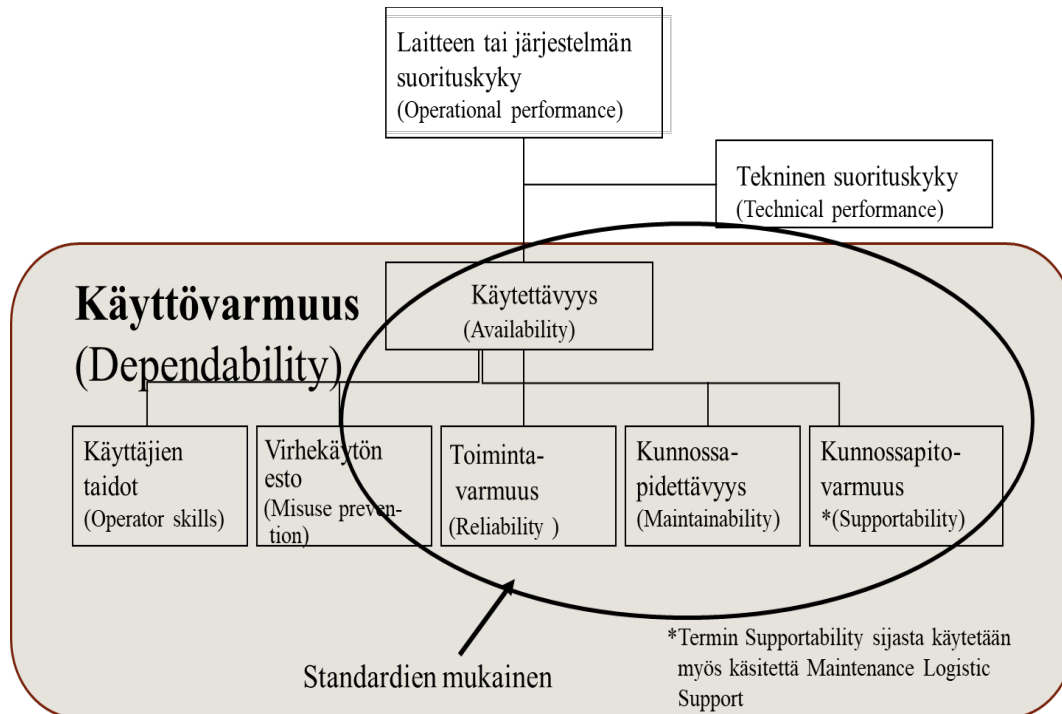 Laitteen tai järjestelmän
suorituskyky
(Operational performance)
Tekninen suorituskyky
(Technical performance)
Käyttövarmuus
(Dependability)
Käytettävyys
(Availability)
Käyttäjien
taidot
(Operator skills)
Virhekäytön
esto
(Misuse preven-
tion)
Toiminta-
varmuus
(Reliability )
Kunnossa-
pidettävyys
(Maintainability)
Kunnossapito-
varmuus
*(Supportability)
Standardien mukainen
*Termin Supportability sijasta käytetään
myös käsitettä Maintenance Logistic
Support